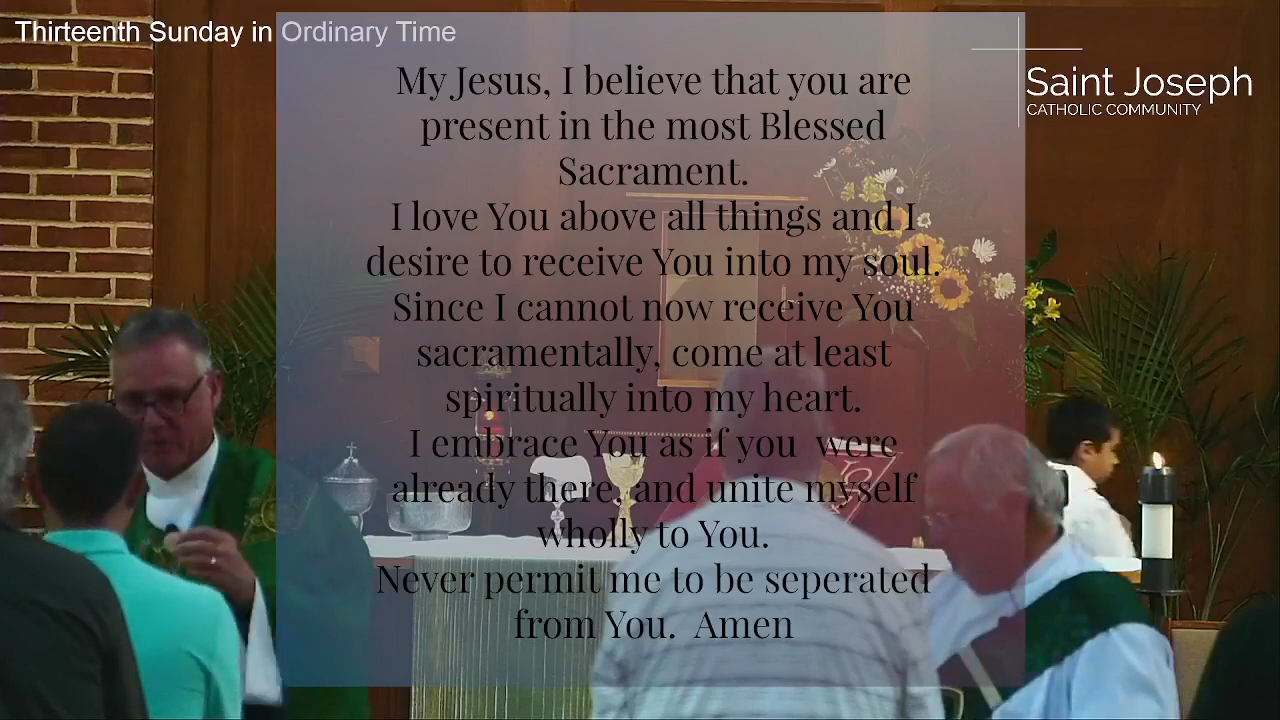 Thirteenth Sunday in Ordinary Time
Saint Joseph
CATHOLIC COMMUNITY
My Jesus, I believe that you are
present in the most Blessed
Sacrament.
I love You above all things and I
desire to receive You into my soul.
Since I cannot now receive You
sacramentally, come at least
spiritually into my heart.
I embrace You as if you  were
already there, and unite myself
wholly to You.
Never permit me to be seperated
from You.  Amen